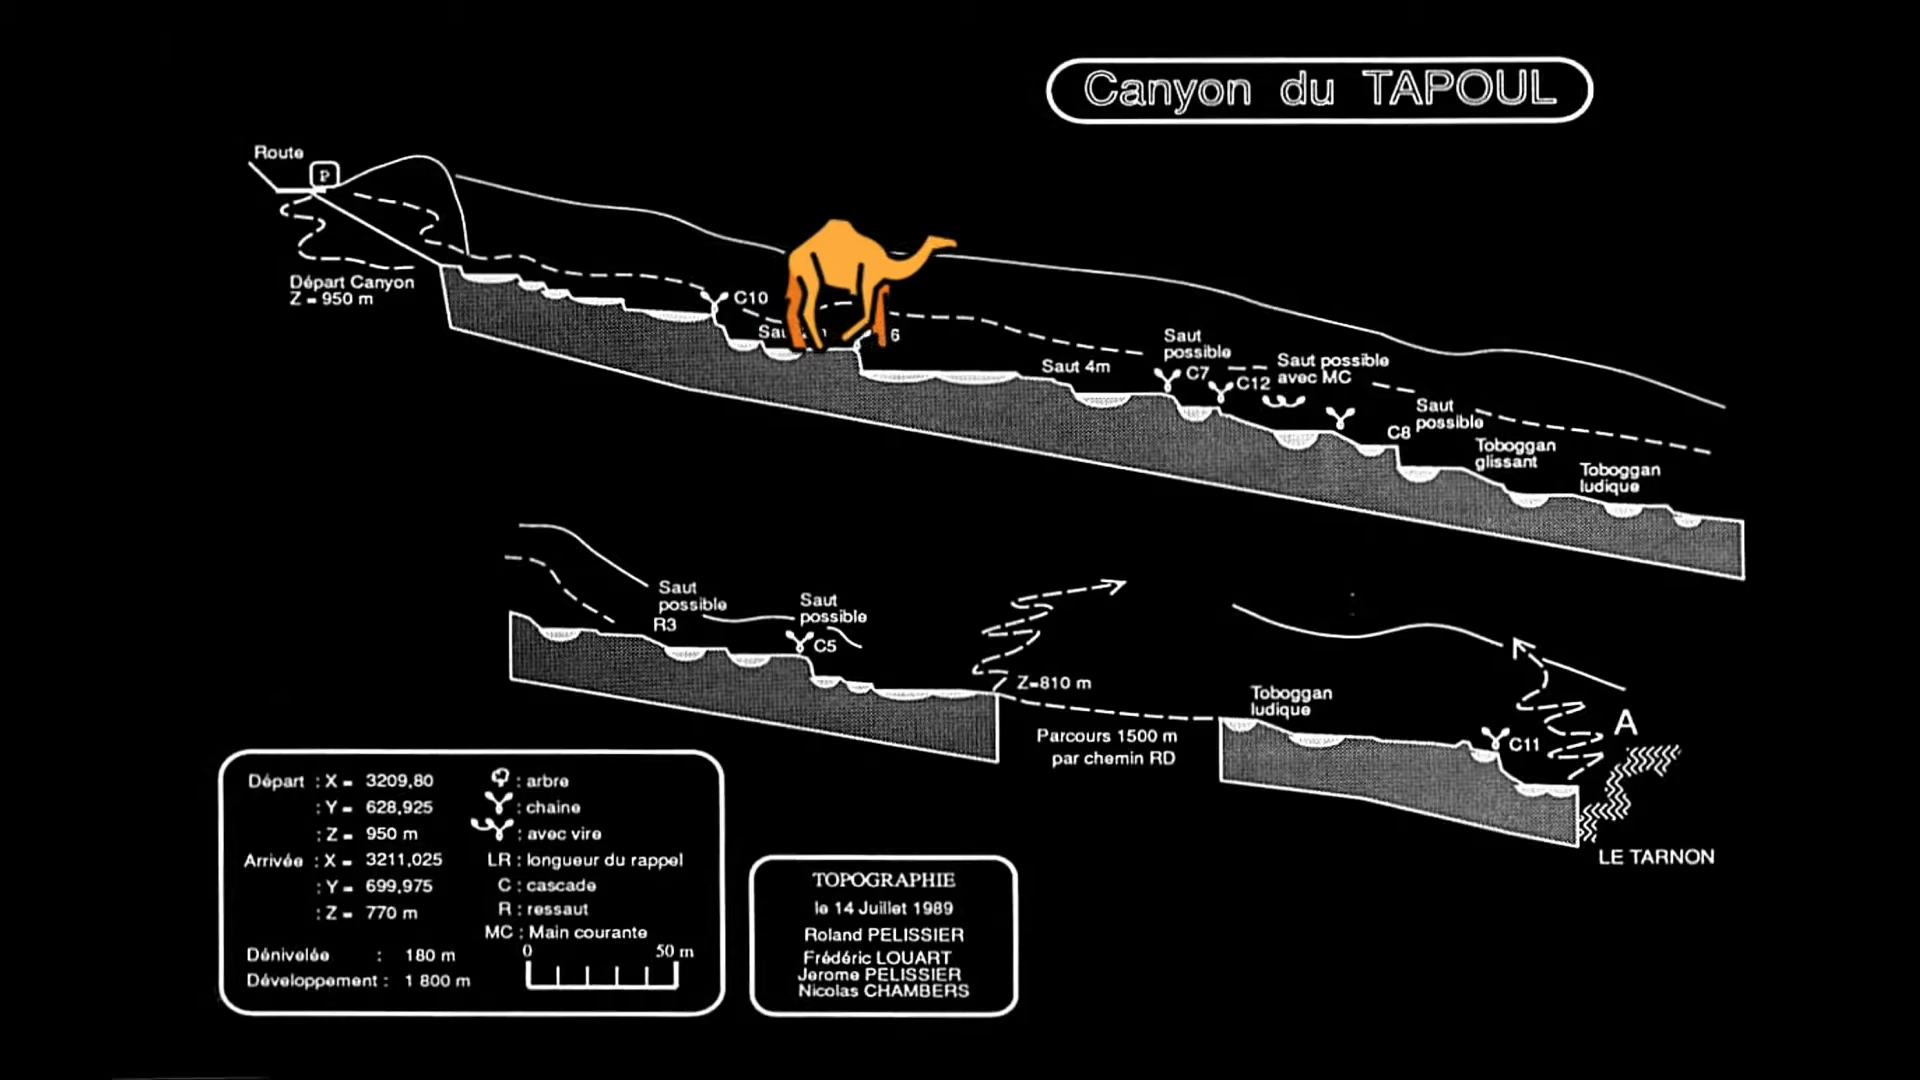 Canyon du TAPOUL
Route
P
Départ Canyon
Z = 950 m
C10
6
Saut 4m
Saut
possible
C7
C12
Saut possible
avec MC
C8
Saut
possible
Toboggan
glissant
Toboggan
ludique
Saut
possible
R3
Saut
possible
C5
Z=810 m
Parcours 1500 m
par chemin RD
Toboggan
ludique
C11
A
LE TARNON
Départ : X = 3209,80
: Y = 628,925
: Z = 950 m
Arrivée : X = 3211,025
: Y = 699,975
: Z = 770 m
Dénivelée : 180 m
Développement : 1 800 m
: arbre
: chaine
: avec vire
LR : longueur du rappel
C : cascade
R : ressaut
MC : Main courante
0 50 m
TOPOGRAPHIE
le 14 Juillet 1989
Roland PELISSIER
Frédéric LOUART
Jerome PELISSIER
Nicolas CHAMBERS